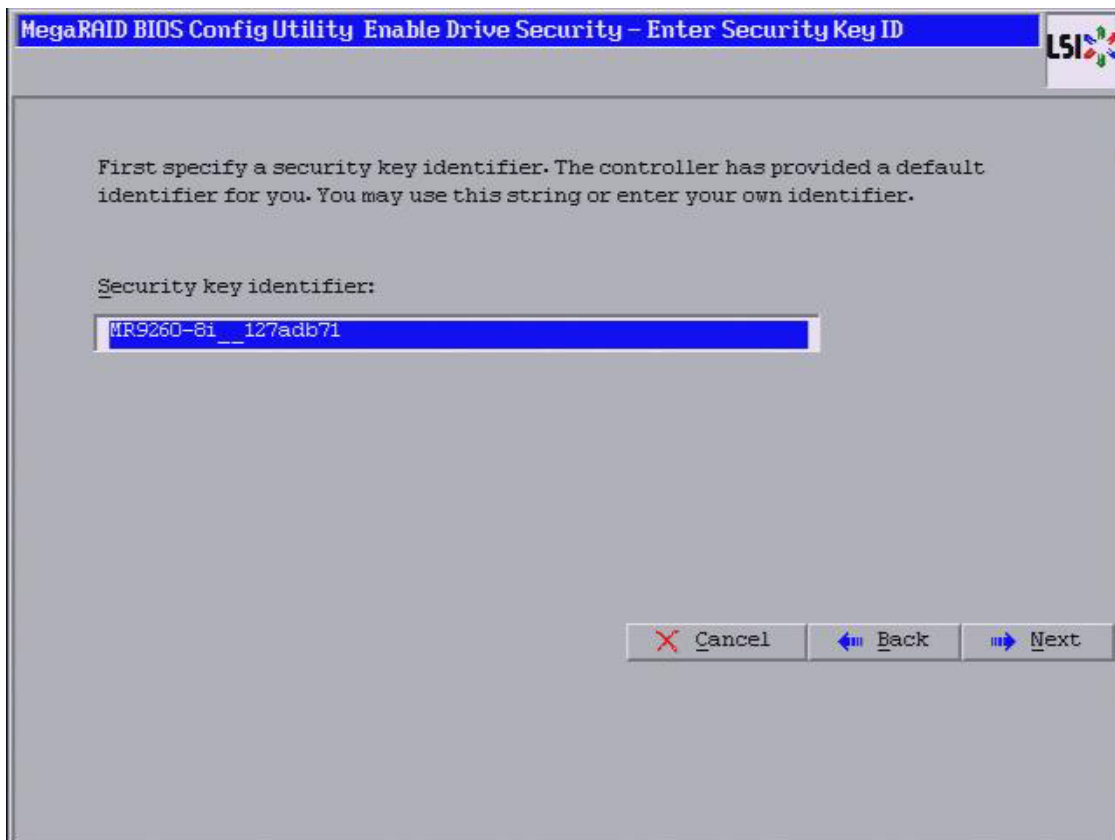 MegaRAID BIOS Config Utility Enable Drive Security – Enter Security Key ID
LSI
First specify a security key identifier. The controller has provided a default
identifier for you. You may use this string or enter your own identifier.
Security key identifier:
MR9260-8i__127adb71
Cancel Back Next